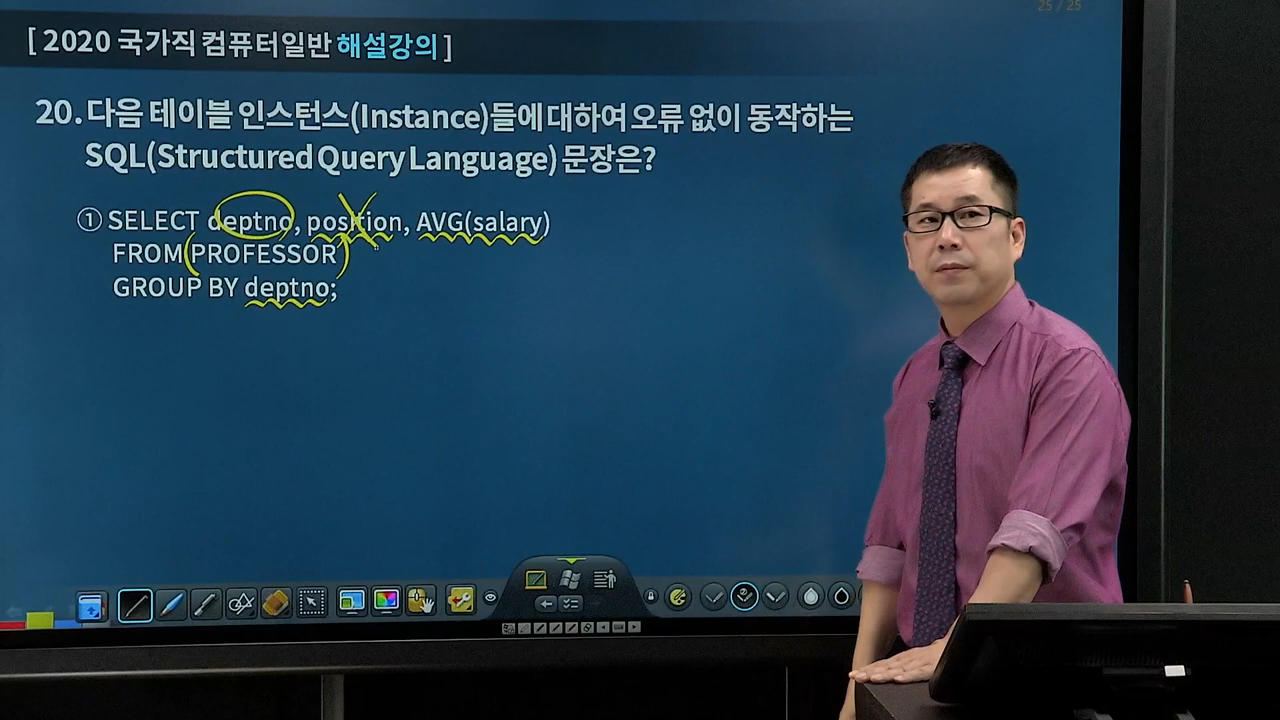 25 / 25
[ 2020 국가직 컴퓨터일반 해설강의 ]
20. 다음 테이블 인스턴스(Instance)들에 대하여 오류 없이 동작하는
SQL(Structured Query Language) 문장은?
① SELECT deptno, position, AVG(salary)
FROM PROFESSOR
GROUP BY deptno;